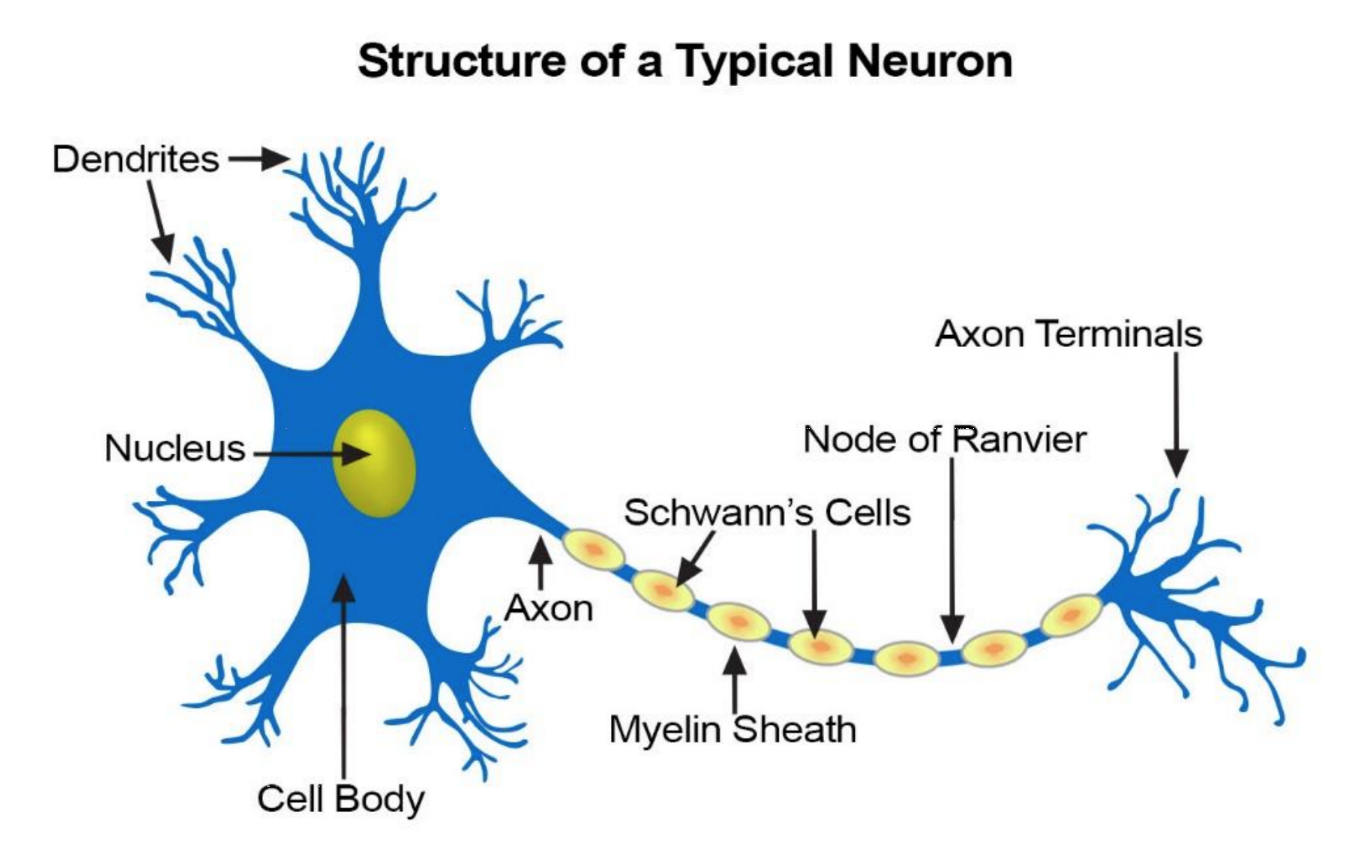 Structure of a Typical Neuron
Dendrites
Axon Terminals
Node of Ranvier
Nucleus
Schwann's Cells
Axon
Myelin Sheath
Cell Body